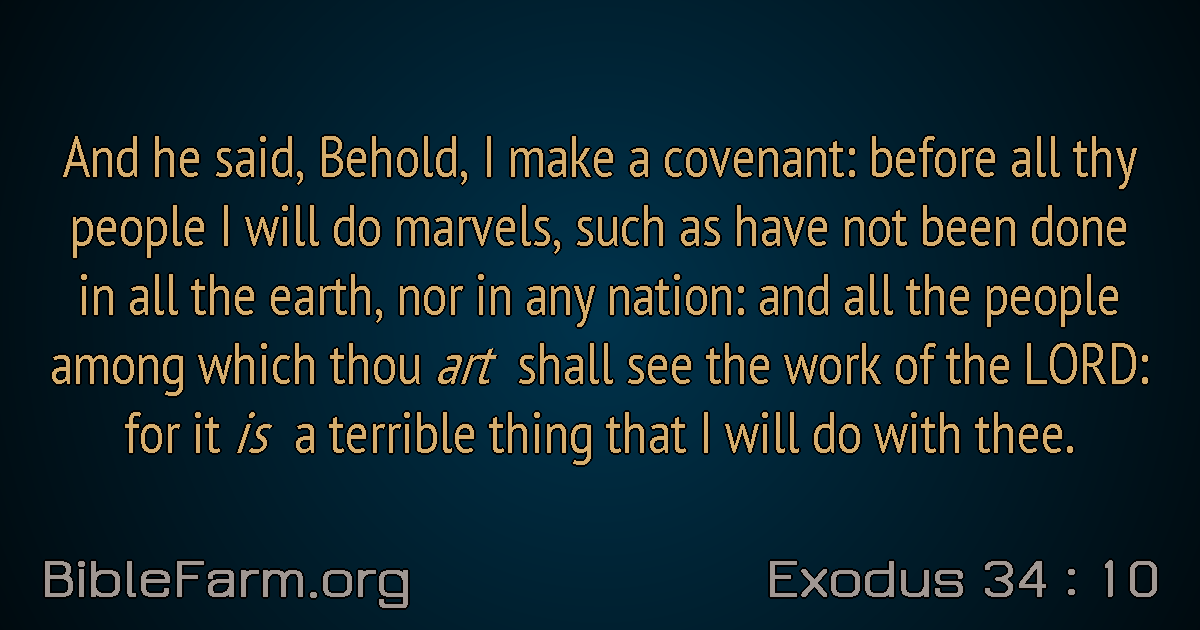 And he said, Behold, I make a covenant: before all thy
people I will do marvels, such as have not been done
in all the earth, nor in any nation: and all the people
among which thou art shall see the work of the LORD:
for it is a terrible thing that I will do with thee.
BibleFarm.org
Exodus 34 : 10